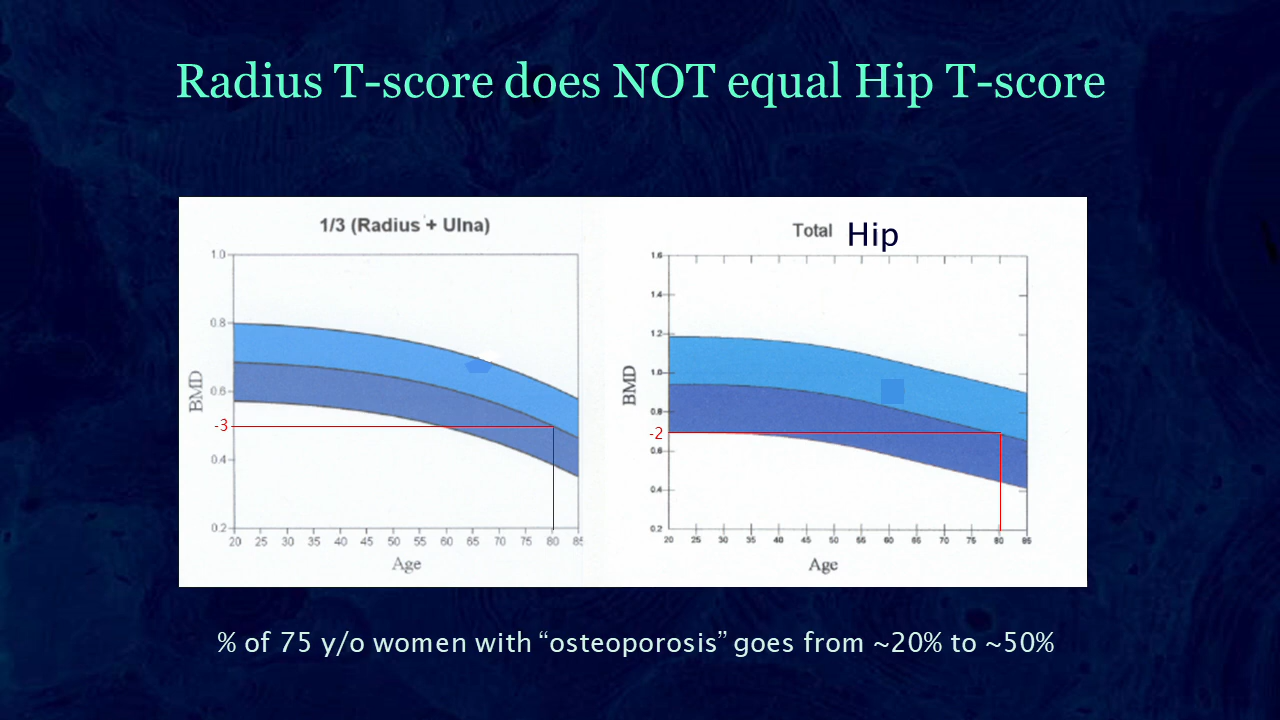 Radius T-score does NOT equal Hip T-score
1/3 (Radius + Ulna)
1.0
0.8
0.6
0.4
0.2
BMD
-3
20 25 30 35 40 45 50 55 60 65 70 75 80 85
Age
Total Hip
1.6
1.4
1.2
1.0
0.8
0.6
0.4
0.2
BMD
-2
20 25 30 35 40 45 50 55 60 65 70 75 80 85
Age
% of 75 y/o women with “osteoporosis” goes from ~20% to ~50%